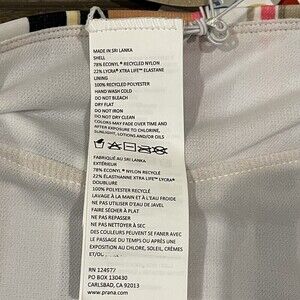 MADE IN SRI LANKA
SHELL
78% ECONYL® RECYCLED NYLON
22% LYCRA® XTRA LIFE™ ELASTANE
LINING
100% RECYCLED POLYESTER
HAND WASH COLD
DO NOT BLEACH
DRY FLAT
DO NOT IRON
DO NOT DRY CLEAN
COLORS MAY FADE OVER TIME AND
AFTER EXPOSURE TO CHLORINE,
SUNLIGHT, LOTIONS AND/OR OILS
FABRIQUÉ AU SRI LANKA
EXTÉRIEUR
78% ECONYL® NYLON RECYCLÉ
22% ÉLASTHANNE XTRA LIFE™ LYCRA®
DOUBLURE
100% POLYESTER RECYCLÉ
LAVAGE À LA MAIN ET À L'EAU FROIDE
NE PAS UTILISER D'EAU DE JAVEL
FAIRE SÉCHER À PLAT
NE PAS REPASSER
NE PAS NETTOYER À SEC
DES COULEURS PEUVENT SE FANER AVEC
LE PASSAGE DU TEMPS OU APRÈS UNE
EXPOSITION AU CHLORE, SOLEIL, CRÈMES
ET/OU
RN 124577
PO BOX 130430
CARLSBAD, CA 92013
www.prana.com